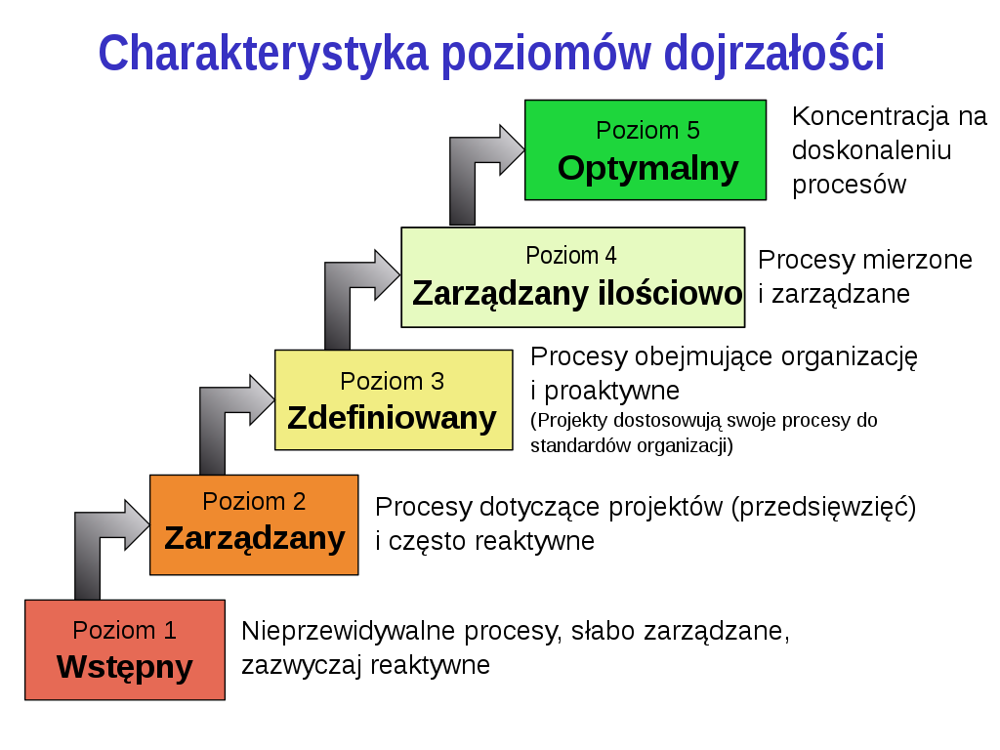 Charakterystyka poziomów dojrzałości
Poziom 5
Optymalny
Koncentracja na
doskonaleniu
procesów
Poziom 4
Zarządzany ilościowo
Procesy mierzone
i zarządzane
Poziom 3
Zdefiniowany
Procesy obejmujące organizację
i proaktywne
(Projekty dostosowują swoje procesy do
standardów organizacji)
Poziom 2
Zarządzany
Procesy dotyczące projektów (przedsięwzięć)
i często reaktywne
Poziom 1
Wstępny
Nieprzewidywalne procesy, słabo zarządzane,
zazwyczaj reaktywne